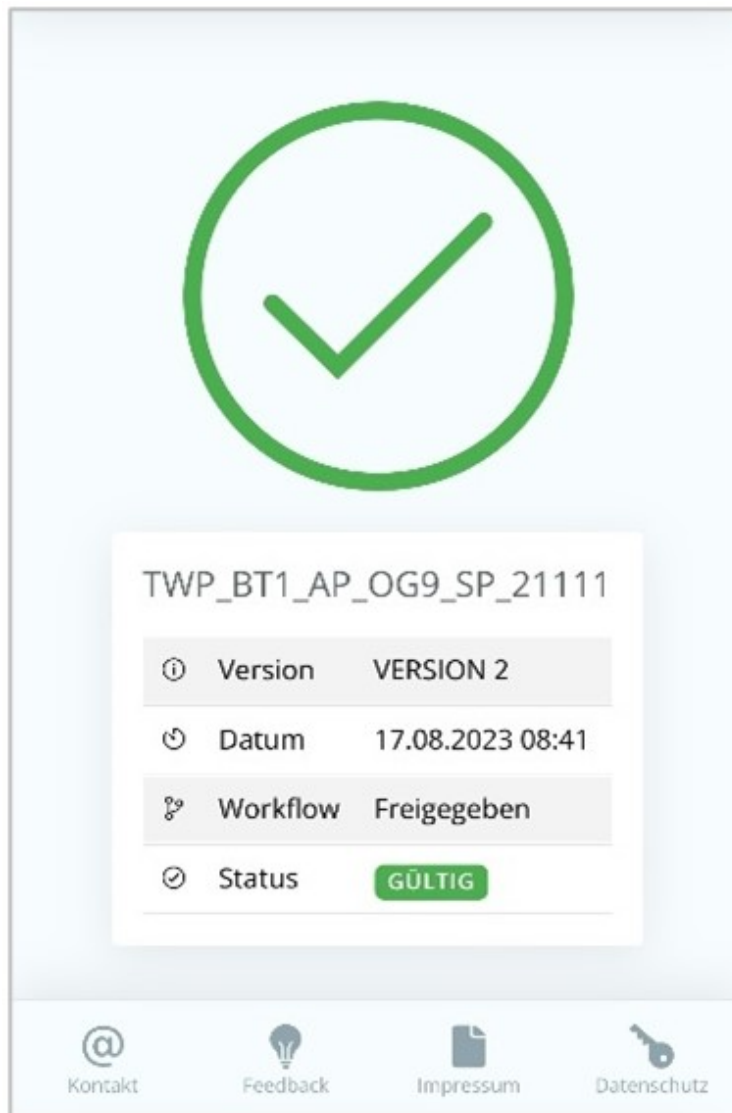 TWP_BT1_AP_OG9_SP_21111
Version VERSION 2
Datum 17.08.2023 08:41
Workflow Freigegeben
Status GÜLTIG
Kontakt Feedback Impressum Datenschutz